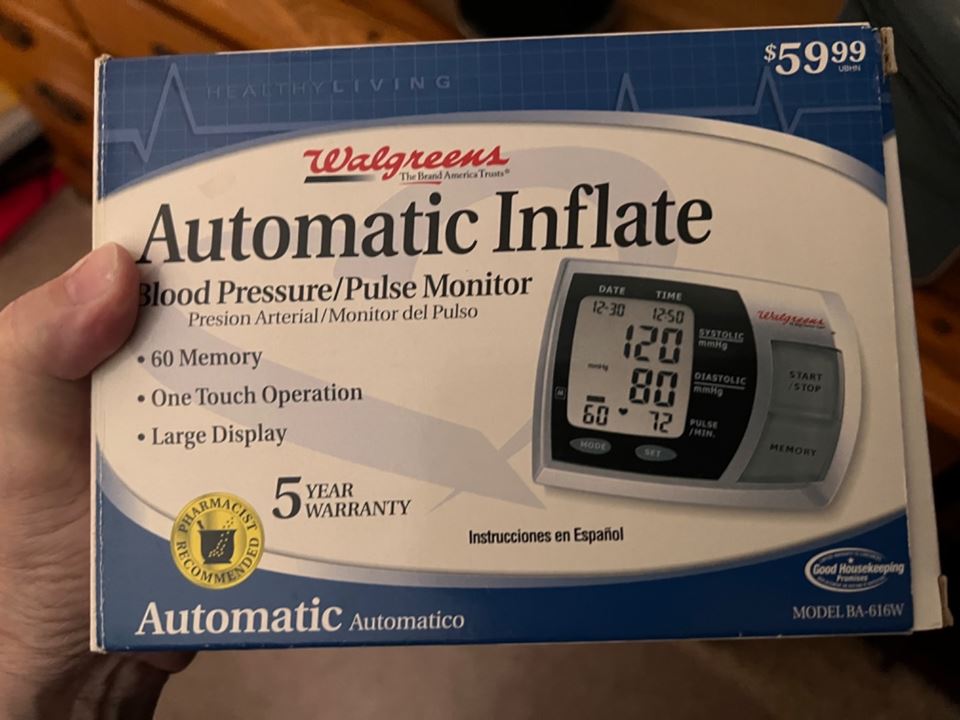 HEALTHY LIVING
$59.99
UBHN
Walgreens
The Brand America Trusts®
Automatic Inflate
Blood Pressure/Pulse Monitor
Presion Arterial/Monitor del Pulso
• 60 Memory
• One Touch Operation
• Large Display
DATE TIME
12-30 12:50
120 SYSTOLIC
mmHg
mmHg
80 DIASTOLIC
mmHg
M
60 72 PULSE
/MIN.
MODE SET
Walgreens
START
/STOP
MEMORY
PHARMACIST
RECOMMENDED
5 YEAR
WARRANTY
Instrucciones en Español
Good Housekeeping
Promises
Automatic Automatico
MODEL BA-616W